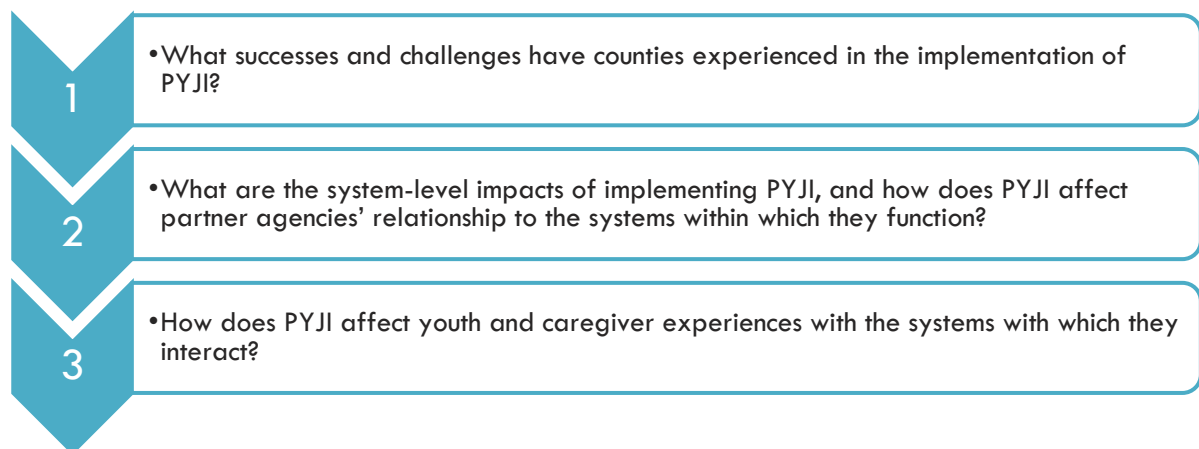 1
•What successes and challenges have counties experienced in the implementation of
PYJI?
2
•What are the system-level impacts of implementing PYJI, and how does PYJI affect
partner agencies’ relationship to the systems within which they function?
3
•How does PYJI affect youth and caregiver experiences with the systems with which they
interact?